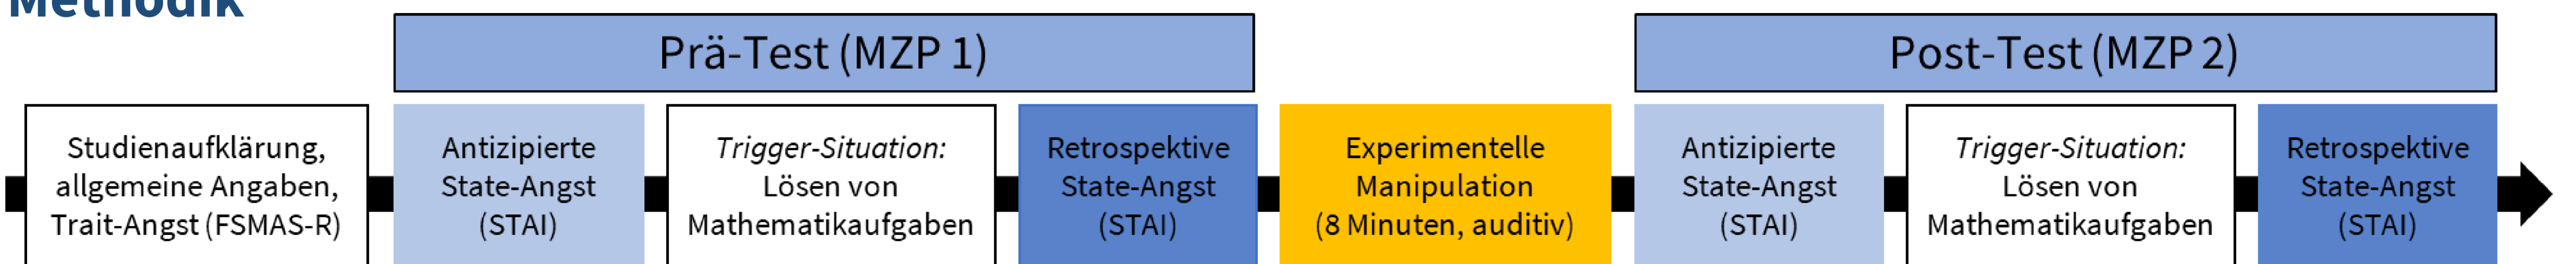 Methodik
Prä-Test (MZP 1)
Post-Test (MZP 2)
Studienaufklärung,
allgemeine Angaben,
Trait-Angst (FSMAS-R)
Antizipierte
State-Angst
(STAI)
Trigger-Situation:
Lösen von
Mathematikaufgaben
Retrospektive
State-Angst
(STAI)
Experimentelle
Manipulation
(8 Minuten, auditiv)
Antizipierte
State-Angst
(STAI)
Trigger-Situation:
Lösen von
Mathematikaufgaben
Retrospektive
State-Angst
(STAI)